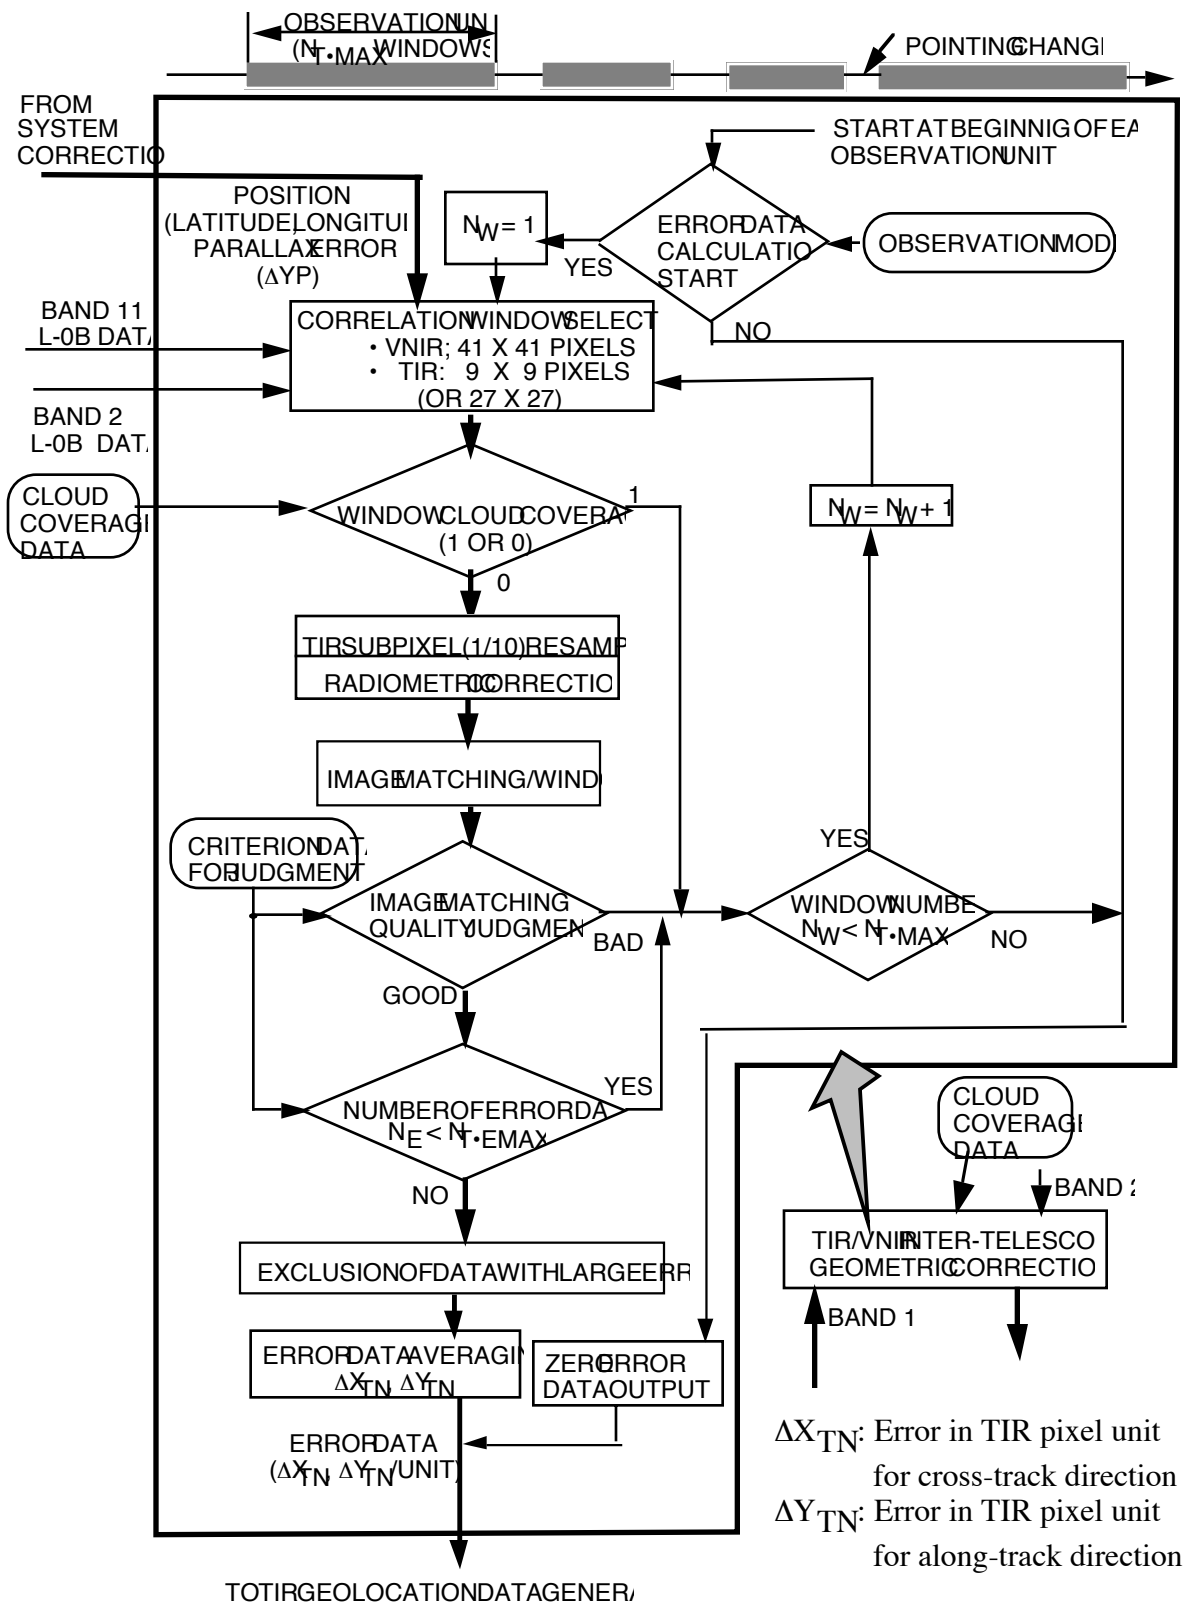 OBSERVATION UN
(NT•MAX WINDOWS
POINTING CHANG
FROM
SYSTEM
CORRECTIO
START AT BEGINNIG OF EA
OBSERVATION UNIT
POSITION
(LATITUDE, LONGITU
PARALLAX ERROR
(ΔYP)
NW = 1
ERROR DATA
CALCULATIO
START
YES
OBSERVATION MOD
NO
BAND 11
L-0B DATA
CORRELATION WINDOW SELECT
• VNIR; 41 X 41 PIXELS
• TIR: 9 X 9 PIXELS
(OR 27 X 27)
BAND 2
L-0B DATA
CLOUD
COVERAGE
DATA
WINDOW CLOUD COVERA
(1 OR 0)
1
0
NW = NW + 1
TIR SUBPIXEL (1/10) RESAMP
RADIOMETRIC CORRECTIO
IMAGE MATCHING/WIND
CRITERION DATA
FOR JUDGMENT
IMAGE MATCHING
QUALITY JUDGMEN
BAD
GOOD
YES
WINDOW NUMBE
NW < NT•MAX
NO
NUMBER OF ERROR DA
NE < NT•EMAX
YES
NO
EXCLUSION OF DATA WITH LARGE ERR
ERROR DATA AVERAGIN
ΔXTN, ΔYTN
ZERO ERROR
DATA OUTPUT
ERROR DATA
(ΔXTN, ΔYTN/UNIT)
TO TIR GEOLOCATION DATA GENERA
CLOUD
COVERAGE
DATA
BAND 2
TIR/VNIR INTER-TELESCO
GEOMETRIC CORRECTIO
BAND 1
ΔXTN: Error in TIR pixel unit
for cross-track direction
ΔYTN: Error in TIR pixel unit
for along-track direction